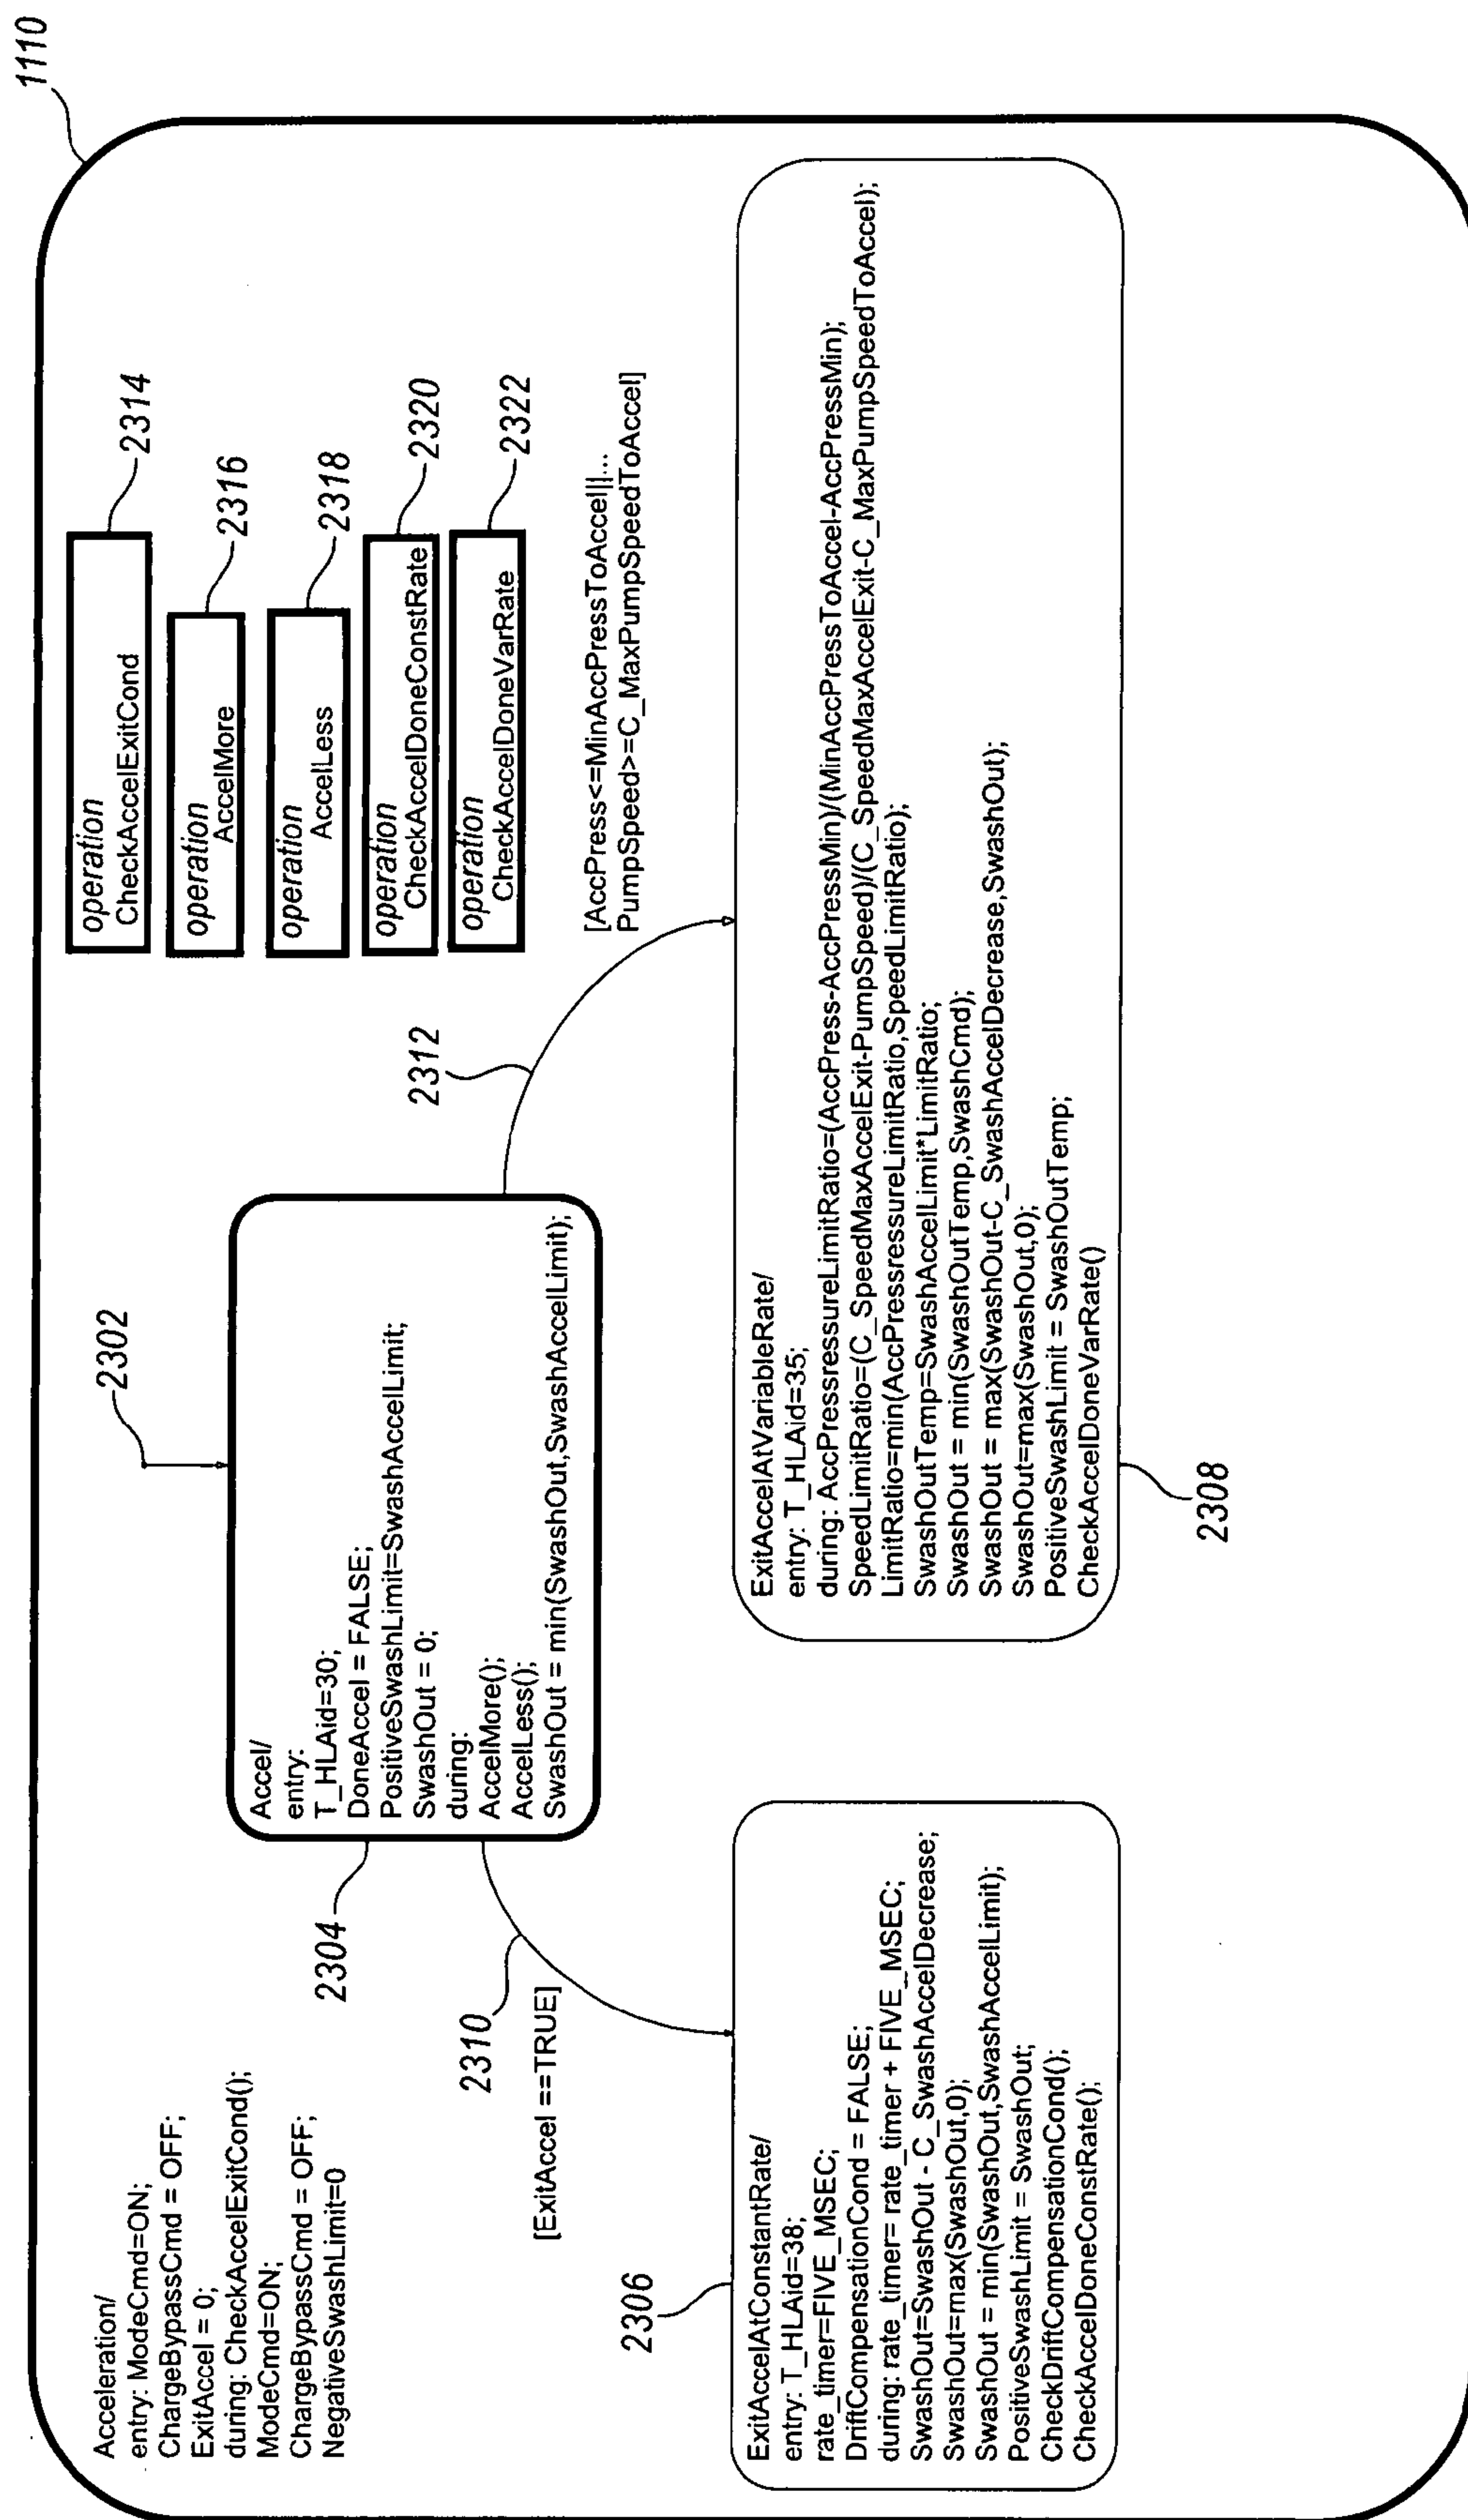 1110
Acceleration/
entry: ModeCmd=ON;
ChargeBypassCmd = OFF;
ExitAccel = 0;
during: CheckAccelExitCond();
ModeCmd=ON;
ChargeBypassCmd = OFF;
NegativeSwashLimit=0
2302
Accel/
entry:
T_HLAid=30;
DoneAccel = FALSE;
PositiveSwashLimit=SwashAccelLimit;
SwashOut = 0;
during:
AccelMore();
AccelLess();
SwashOut = min(SwashOut,SwashAccelLimit);
2304
operation
CheckAccelExitCond
2314
operation
AccelMore
2316
operation
AccelLess
2318
operation
CheckAccelDoneConstRate
2320
operation
CheckAccelDoneVarRate
2322
2310
[ExitAccel ==TRUE]
2312
[AccPress<=MinAccPressToAccel||...
PumpSpeed>=C_MaxPumpSpeedToAccel]
2306
ExitAccelAtConstantRate/
entry: T_HLAid=38;
rate_timer=FIVE_MSEC;
DriftCompensationCond = FALSE;
during: rate_timer= rate_timer + FIVE_MSEC;
SwashOut=SwashOut - C_SwashAccelDecrease;
SwashOut=max(SwashOut,0);
SwashOut = min(SwashOut,SwashAccelLimit);
PositiveSwashLimit = SwashOut;
CheckDriftCompensationCond();
CheckAccelDoneConstRate();
ExitAccelAtVariableRate/
entry: T_HLAid=35;
during: AccPressressureLimitRatio=(AccPress-AccPressMin)/(MinAccPressToAccel-AccPressMin);
SpeedLimitRatio=(C_SpeedMaxAccelExit-PumpSpeed)/(C_SpeedMaxAccelExit-C_MaxPumpSpeedToAccel);
LimitRatio=min(AccPressressureLimitRatio,SpeedLimitRatio);
SwashOutTemp=SwashAccelLimit*LimitRatio;
SwashOut = min(SwashOutTemp,SwashCmd);
SwashOut = max(SwashOut-C_SwashAccelDecrease,SwashOut);
SwashOut=max(SwashOut,0);
PositiveSwashLimit = SwashOutTemp;
CheckAccelDoneVarRate()
2308